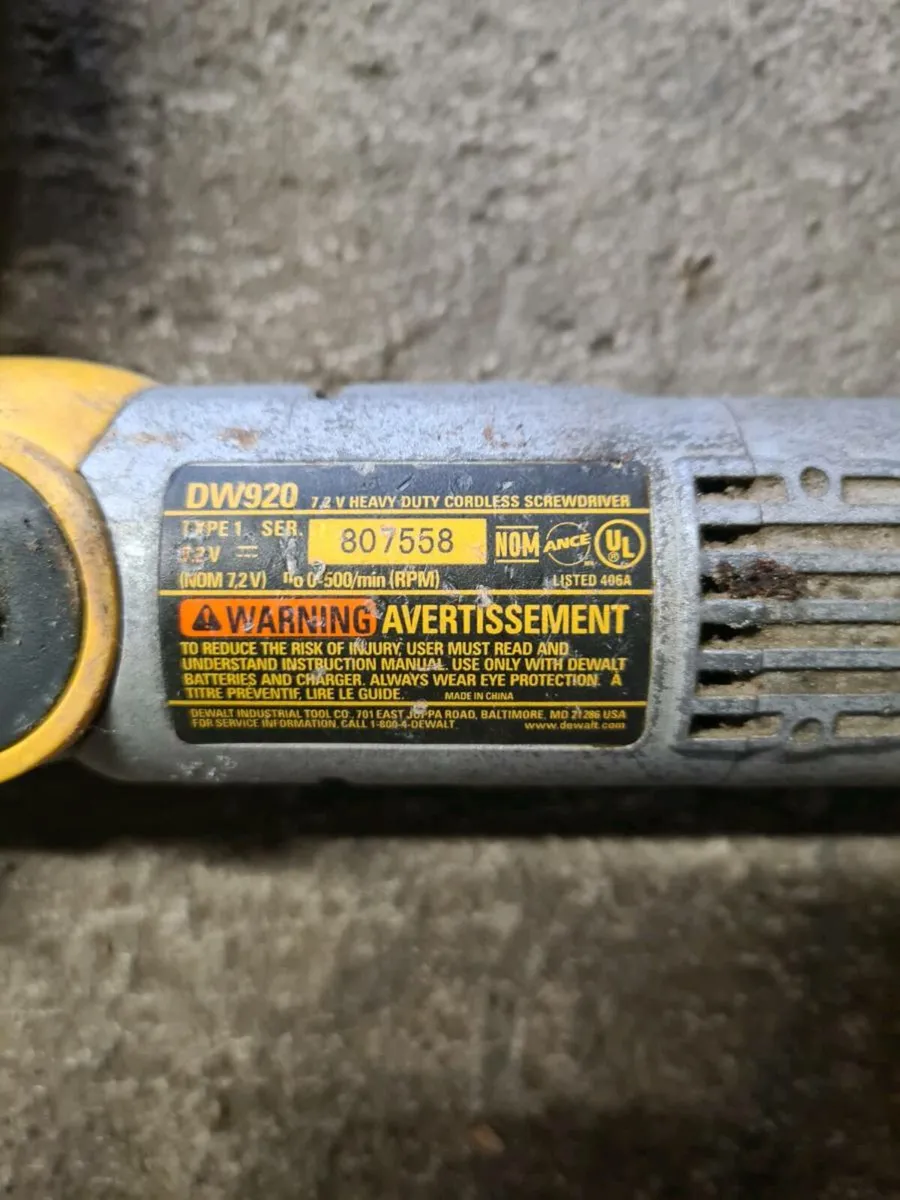 DW920 7.2 V HEAVY DUTY CORDLESS SCREWDRIVER
TYPE 1 SER. 807558 NOM ANCE UL ®
7.2 V ⎓
(NOM 7,2 V) n₀ 0-500/min (RPM) LISTED 406A
WARNING AVERTISSEMENT
TO REDUCE THE RISK OF INJURY, USER MUST READ AND
UNDERSTAND INSTRUCTION MANUAL. USE ONLY WITH DEWALT
BATTERIES AND CHARGER. ALWAYS WEAR EYE PROTECTION. À
TITRE PRÉVENTIF, LIRE LE GUIDE. MADE IN CHINA
DEWALT INDUSTRIAL TOOL CO., 701 EAST JOPPA ROAD, BALTIMORE, MD 21286 USA
FOR SERVICE INFORMATION, CALL 1-800-4-DEWALT. www.dewalt.com